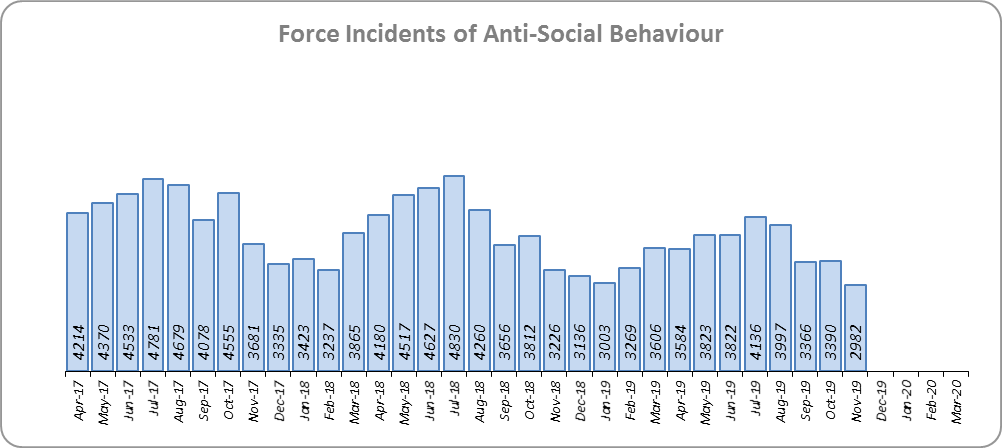 Force Incidents of Anti-Social Behaviour
4214 4370 4533 4781 4679 4078 4555 3681 3335 3423 3237 3865 4180 4517 4627 4830 4260 3656 3812 3226 3136 3003 3269 3606 3584 3823 3822 4136 3997 3366 3390 2982
Apr-17 May-17 Jun-17 Jul-17 Aug-17 Sep-17 Oct-17 Nov-17 Dec-17 Jan-18 Feb-18 Mar-18 Apr-18 May-18 Jun-18 Jul-18 Aug-18 Sep-18 Oct-18 Nov-18 Dec-18 Jan-19 Feb-19 Mar-19 Apr-19 May-19 Jun-19 Jul-19 Aug-19 Sep-19 Oct-19 Nov-19 Dec-19 Jan-20 Feb-20 Mar-20